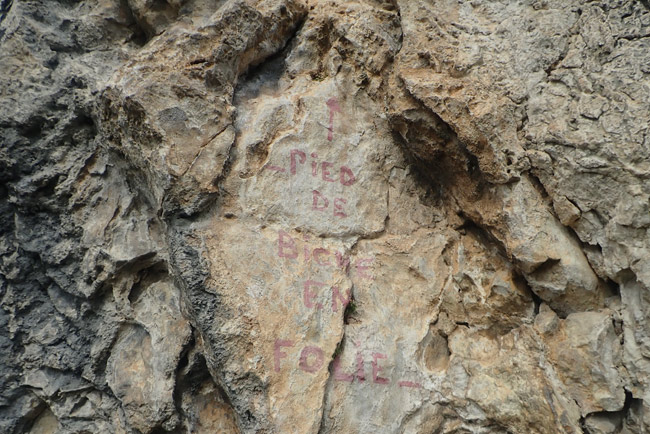 ↑
_ PIED
DE
BiCHE
EN
FOLIE _